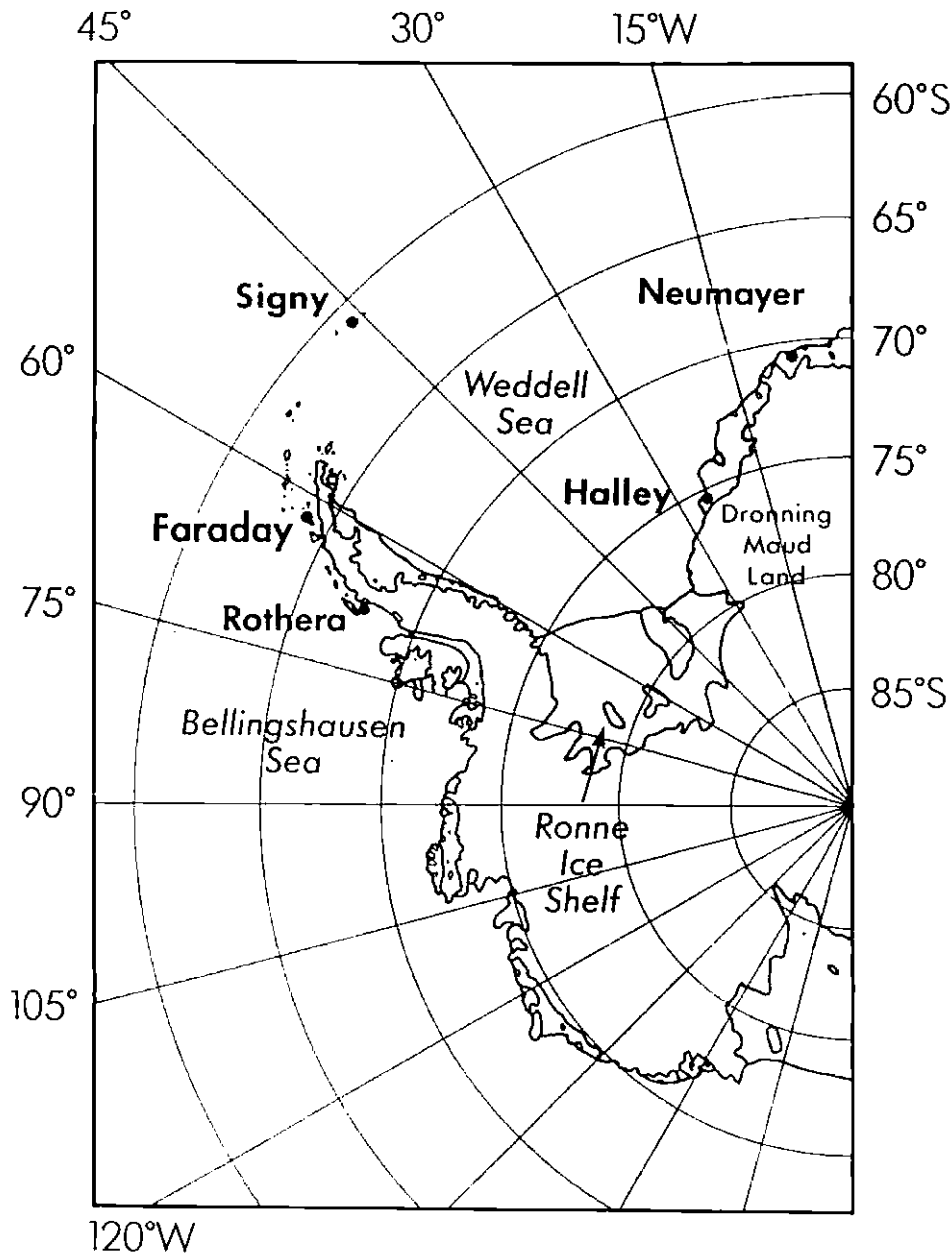 45° 30° 15°W
60°S
65°
Signy
Neumayer
60°
70°
Weddell
Sea
75°
Halley
Dronning
Maud
Land
Faraday
80°
75°
Rothera
85°S
Bellingshausen
Sea
90°
Ronne
Ice
Shelf
105°
120°W